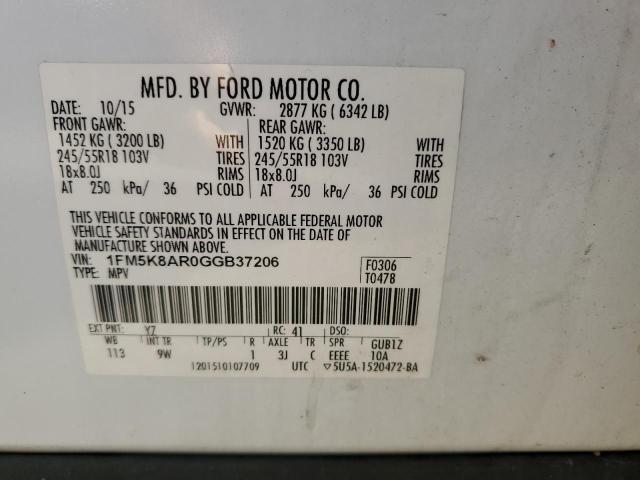 MFD. BY FORD MOTOR CO.
DATE: 10/15 GVWR: 2877 KG ( 6342 LB)
FRONT GAWR: REAR GAWR:
1452 KG ( 3200 LB) WITH 1520 KG ( 3350 LB) WITH
245/55R18 103V TIRES 245/55R18 103V TIRES
18x8.0J RIMS 18x8.0J RIMS
AT 250 kPa/ 36 PSI COLD AT 250 kPa/ 36 PSI COLD
THIS VEHICLE CONFORMS TO ALL APPLICABLE FEDERAL MOTOR
VEHICLE SAFETY STANDARDS IN EFFECT ON THE DATE OF
MANUFACTURE SHOWN ABOVE.
VIN: 1FM5K8AR0GGB37206 F0306
TYPE: MPV T0478
EXT PNT: YZ RC: 41 DSO:
WB INT TR TP/PS R AXLE TR SPR GUB1Z
113 9W 1 3J C EEEE 10A
1201510107709 UTC ▽5U5A-1520472-BA